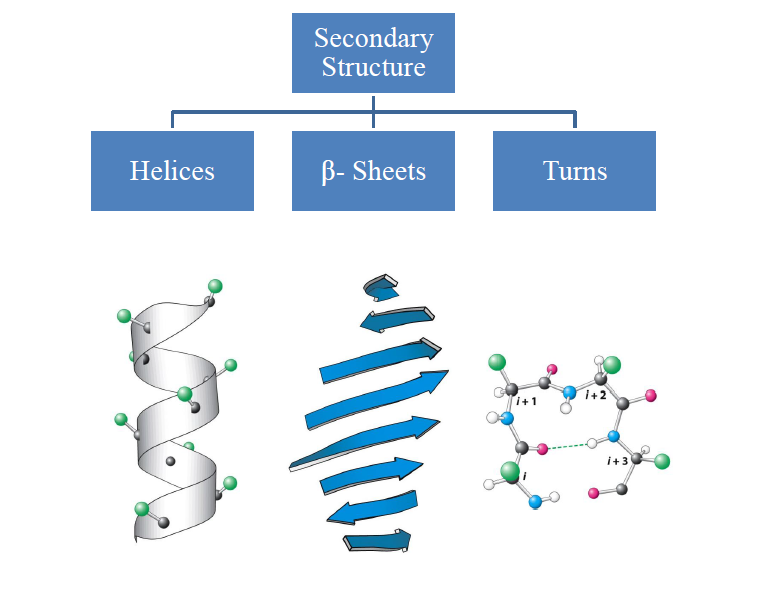 Secondary
Structure
Helices
β- Sheets
Turns
i+1
i+2
i+3
i